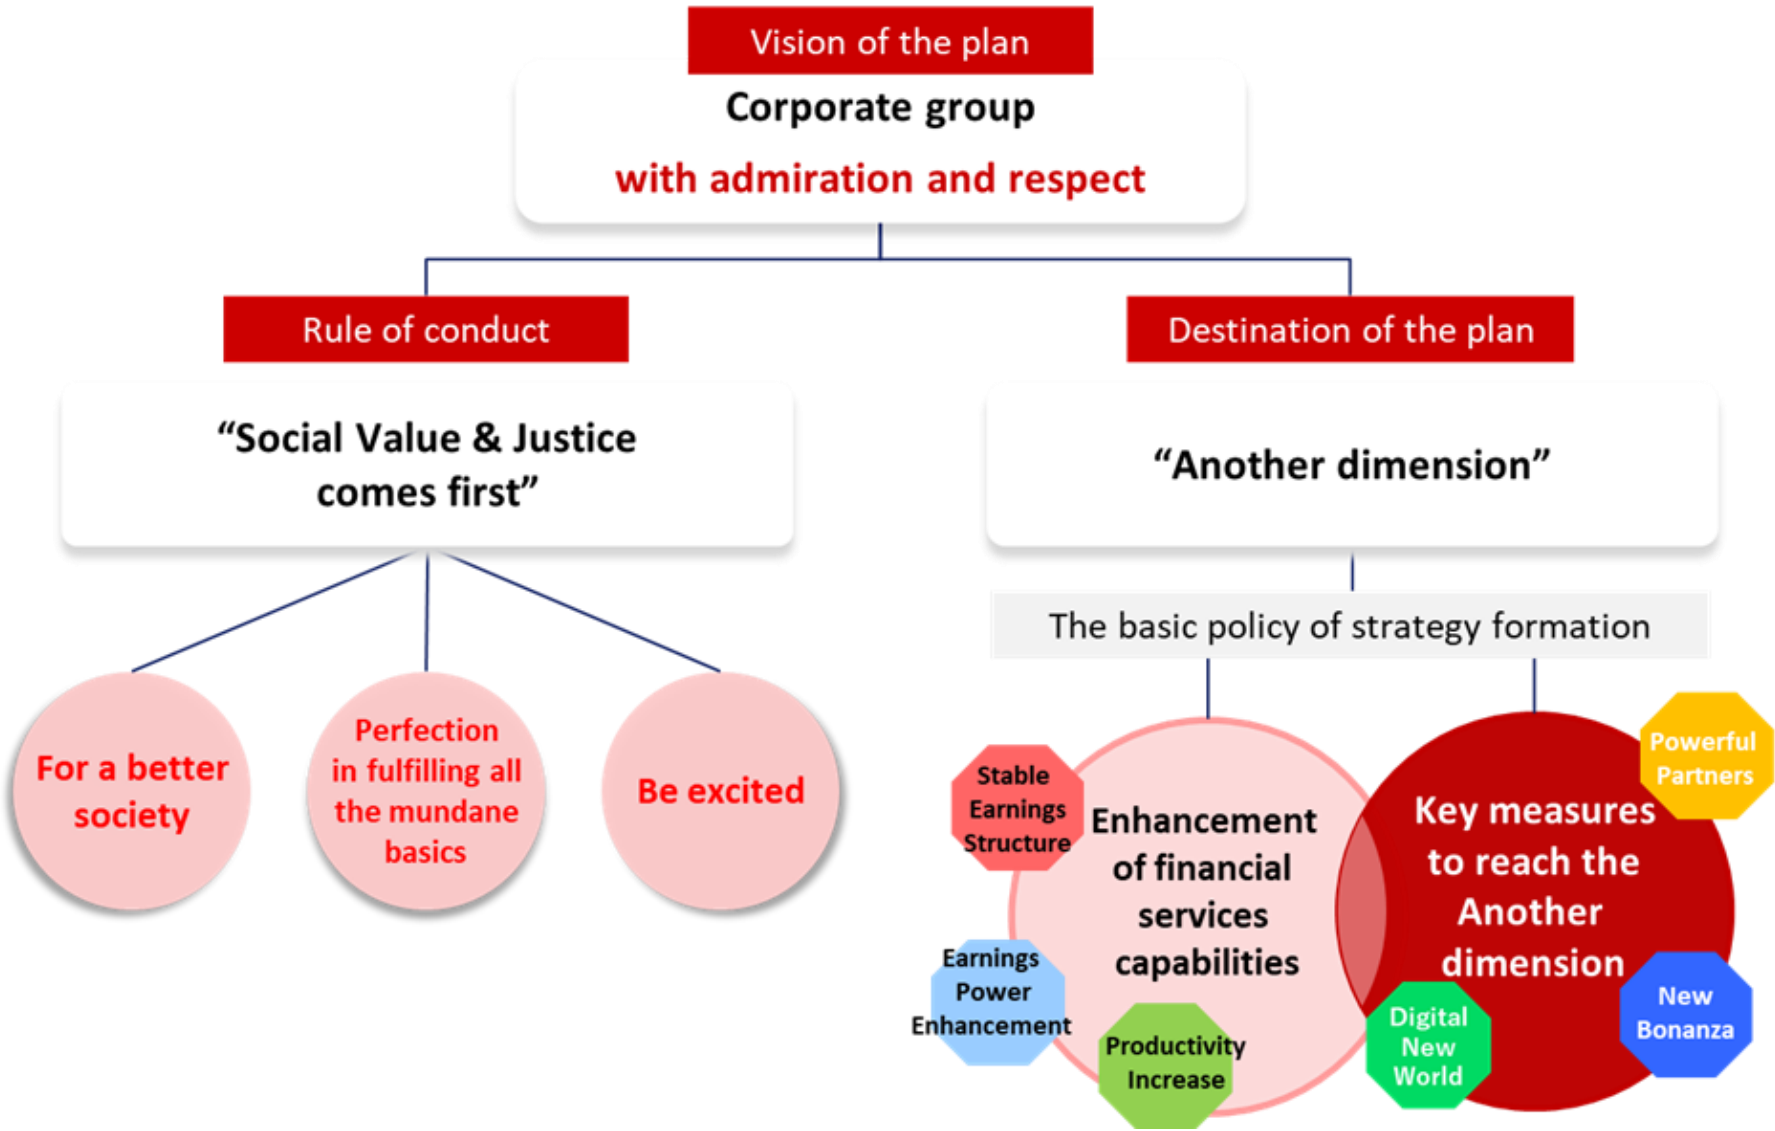 Vision of the plan
Corporate group
with admiration and respect
Rule of conduct
“Social Value & Justice
comes first”
For a better
society
Perfection
in fulfilling all
the mundane
basics
Be excited
Destination of the plan
“Another dimension”
The basic policy of strategy formation
Stable
Earnings
Structure
Enhancement
of financial
services
capabilities
Earnings
Power
Enhancement
Productivity
Increase
Powerful
Partners
Key measures
to reach the
Another
dimension
Digital
New
World
New
Bonanza